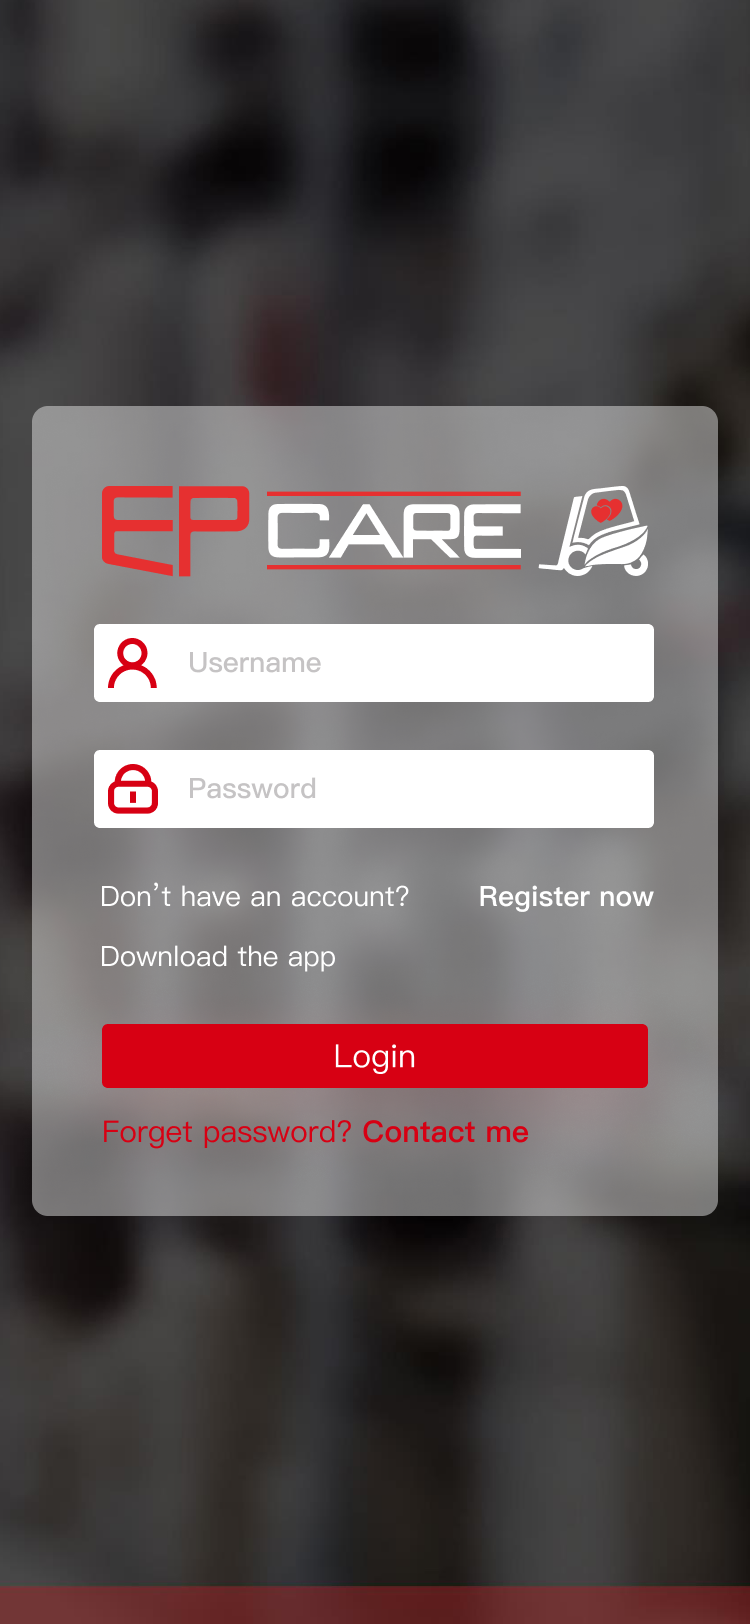 EP CARE
Username
Password
Don't have an account? Register now
Download the app
Login
Forget password? Contact me